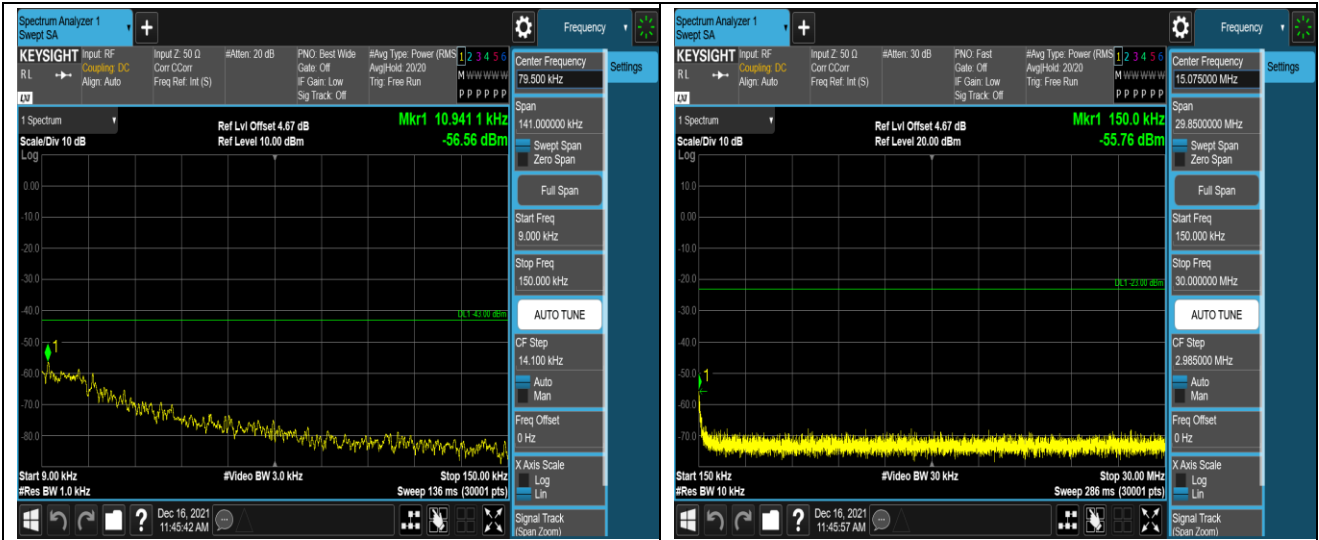 Spectrum Analyzer 1
Swept SA
+
Frequency
KEYSIGHT
RL
Input: RF
Coupling: DC
Align: Auto
Input Z: 50 Ω
Corr CCorr
Freq Ref: Int (S)
#Atten: 20 dB
PNO: Best Wide
Gate: Off
IF Gain: Low
Sig Track: Off
#Avg Type: Power (RMS
Avg|Hold: 20/20
Trig: Free Run
1 2 3 4 5 6
M W W W W W
P P P P P P
Center Frequency
79.500 kHz
Settings
Span
141.000000 kHz
Swept Span
Zero Span
Full Span
Start Freq
9.000 kHz
Stop Freq
150.000 kHz
AUTO TUNE
CF Step
14.100 kHz
Auto
Man
Freq Offset
0 Hz
X Axis Scale
Log
Lin
Signal Track
(Span Zoom)
1 Spectrum
Scale/Div 10 dB
Log
Ref Lvl Offset 4.67 dB
Ref Level 10.00 dBm
Mkr1 10.941 1 kHz
-56.56 dBm
0.00
-10.0
-20.0
-30.0
-40.0
-50.0
-60.0
-70.0
-80.0
DL1 -43.00 dBm
1
Start 9.00 kHz
#Res BW 1.0 kHz
#Video BW 3.0 kHz
Stop 150.00 kHz
Sweep 136 ms (30001 pts)
?
Dec 16, 2021
11:45:42 AM
Spectrum Analyzer 1
Swept SA
+
Frequency
KEYSIGHT
RL
Input: RF
Coupling: DC
Align: Auto
Input Z: 50 Ω
Corr CCorr
Freq Ref: Int (S)
#Atten: 30 dB
PNO: Fast
Gate: Off
IF Gain: Low
Sig Track: Off
#Avg Type: Power (RMS
Avg|Hold: 20/20
Trig: Free Run
1 2 3 4 5 6
M W W W W W
P P P P P P
Center Frequency
15.075000 MHz
Settings
Span
29.8500000 MHz
Swept Span
Zero Span
Full Span
Start Freq
150.000 kHz
Stop Freq
30.000000 MHz
AUTO TUNE
CF Step
2.985000 MHz
Auto
Man
Freq Offset
0 Hz
X Axis Scale
Log
Lin
Signal Track
(Span Zoom)
1 Spectrum
Scale/Div 10 dB
Log
Ref Lvl Offset 4.67 dB
Ref Level 20.00 dBm
Mkr1 150.0 kHz
-55.76 dBm
10.0
0.00
-10.0
-20.0
-30.0
-40.0
-50.0
-60.0
-70.0
DL1 -23.00 dBm
1
Start 150 kHz
#Res BW 10 kHz
#Video BW 30 kHz
Stop 30.00 MHz
Sweep 286 ms (30001 pts)
?
Dec 16, 2021
11:45:57 AM